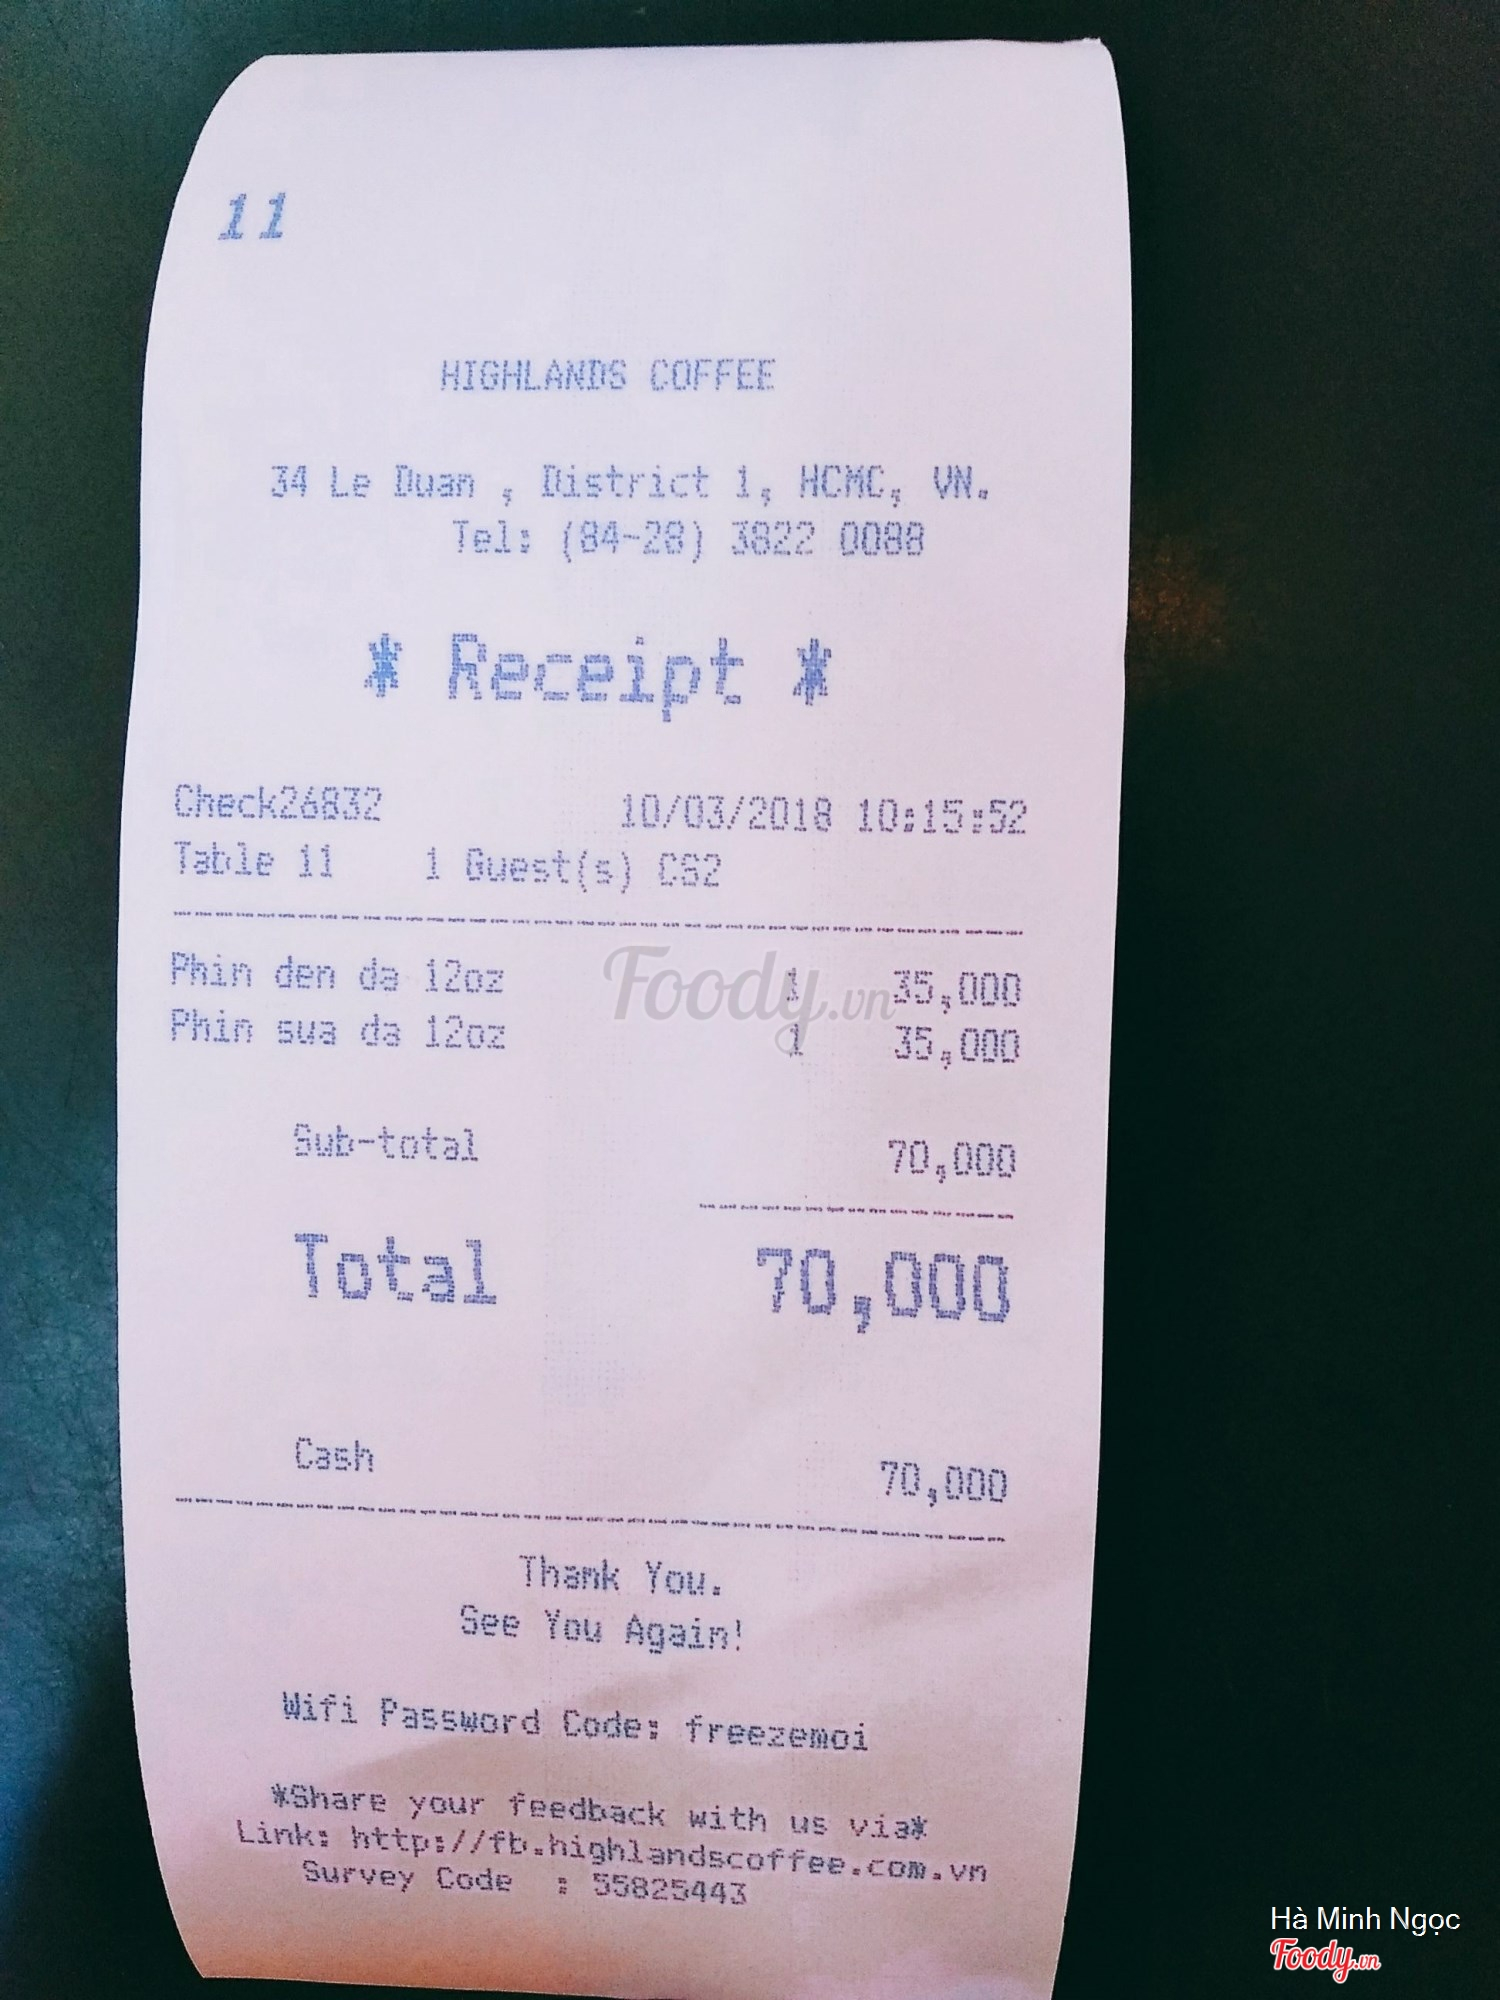 11
HIGHLANDS COFFEE
34 Le Duan , District 1, HCMC, VN.
Tel: (84-28) 3822 0088
* Receipt *
Check26832 10/03/2018 10:15:52
Table 11 1 Guest(s) CS2
Phin den da 12oz 1 35,000
Phin sua da 12oz 1 35,000
Foody.vn
Sub-total 70,000
Total 70,000
Cash 70,000
Thank You.
See You Again!
Wifi Password Code: freezemoi
*Share your feedback with us via*
Link: http://fb.highlandscoffee.com.vn
Survey Code : 55825443
Hà Minh Ngọc
Foody.vn